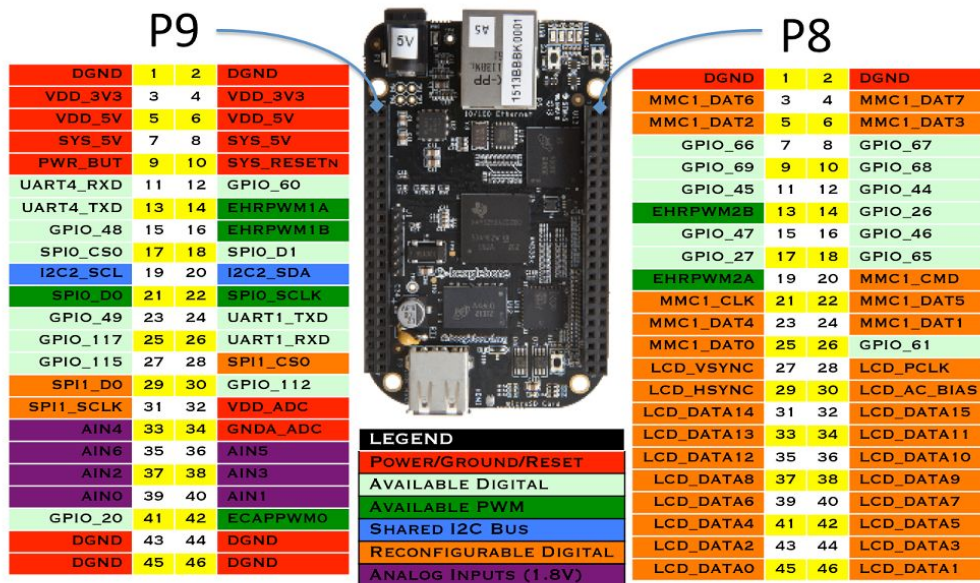 P9
P8
DGND 1 2 DGND
VDD_3V3 3 4 VDD_3V3
VDD_5V 5 6 VDD_5V
SYS_5V 7 8 SYS_5V
PWR_BUT 9 10 SYS_RESETN
UART4_RXD 11 12 GPIO_60
UART4_TXD 13 14 EHRPWM1A
GPIO_48 15 16 EHRPWM1B
SPI0_CS0 17 18 SPI0_D1
I2C2_SCL 19 20 I2C2_SDA
SPI0_D0 21 22 SPI0_SCLK
GPIO_49 23 24 UART1_TXD
GPIO_117 25 26 UART1_RXD
GPIO_115 27 28 SPI1_CS0
SPI1_D0 29 30 GPIO_112
SPI1_SCLK 31 32 VDD_ADC
AIN4 33 34 GNDA_ADC
AIN6 35 36 AIN5
AIN2 37 38 AIN3
AIN0 39 40 AIN1
GPIO_20 41 42 ECAPPWM0
DGND 43 44 DGND
DGND 45 46 DGND
5V
A5
1513BBBK0001
10/100 Ethernet
beaglebone
microSD Card
LEGEND
POWER/GROUND/RESET
AVAILABLE DIGITAL
AVAILABLE PWM
SHARED I2C BUS
RECONFIGURABLE DIGITAL
ANALOG INPUTS (1.8V)
DGND 1 2 DGND
MMC1_DAT6 3 4 MMC1_DAT7
MMC1_DAT2 5 6 MMC1_DAT3
GPIO_66 7 8 GPIO_67
GPIO_69 9 10 GPIO_68
GPIO_45 11 12 GPIO_44
EHRPWM2B 13 14 GPIO_26
GPIO_47 15 16 GPIO_46
GPIO_27 17 18 GPIO_65
EHRPWM2A 19 20 MMC1_CMD
MMC1_CLK 21 22 MMC1_DAT5
MMC1_DAT4 23 24 MMC1_DAT1
MMC1_DAT0 25 26 GPIO_61
LCD_VSYNC 27 28 LCD_PCLK
LCD_HSYNC 29 30 LCD_AC_BIAS
LCD_DATA14 31 32 LCD_DATA15
LCD_DATA13 33 34 LCD_DATA11
LCD_DATA12 35 36 LCD_DATA10
LCD_DATA8 37 38 LCD_DATA9
LCD_DATA6 39 40 LCD_DATA7
LCD_DATA4 41 42 LCD_DATA5
LCD_DATA2 43 44 LCD_DATA3
LCD_DATA0 45 46 LCD_DATA1